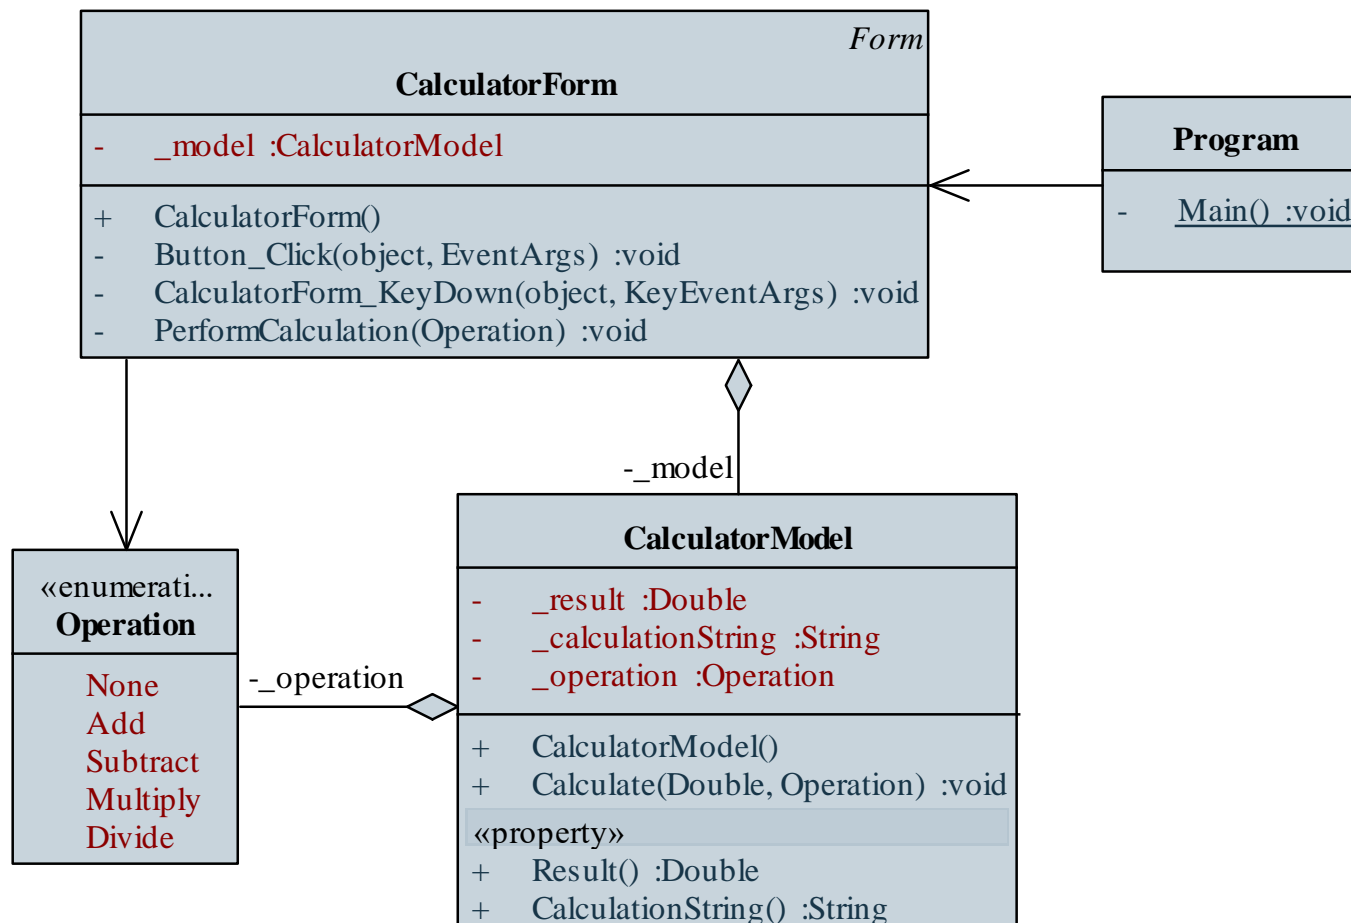 Form
CalculatorForm
- _model :CalculatorModel
+ CalculatorForm()
- Button_Click(object, EventArgs) :void
- CalculatorForm_KeyDown(object, KeyEventArgs) :void
- PerformCalculation(Operation) :void
Program
- Main() :void
-_model
«enumerati...
Operation
None
Add
Subtract
Multiply
Divide
-_operation
CalculatorModel
- _result :Double
- _calculationString :String
- _operation :Operation
+ CalculatorModel()
+ Calculate(Double, Operation) :void
«property»
+ Result() :Double
+ CalculationString() :String